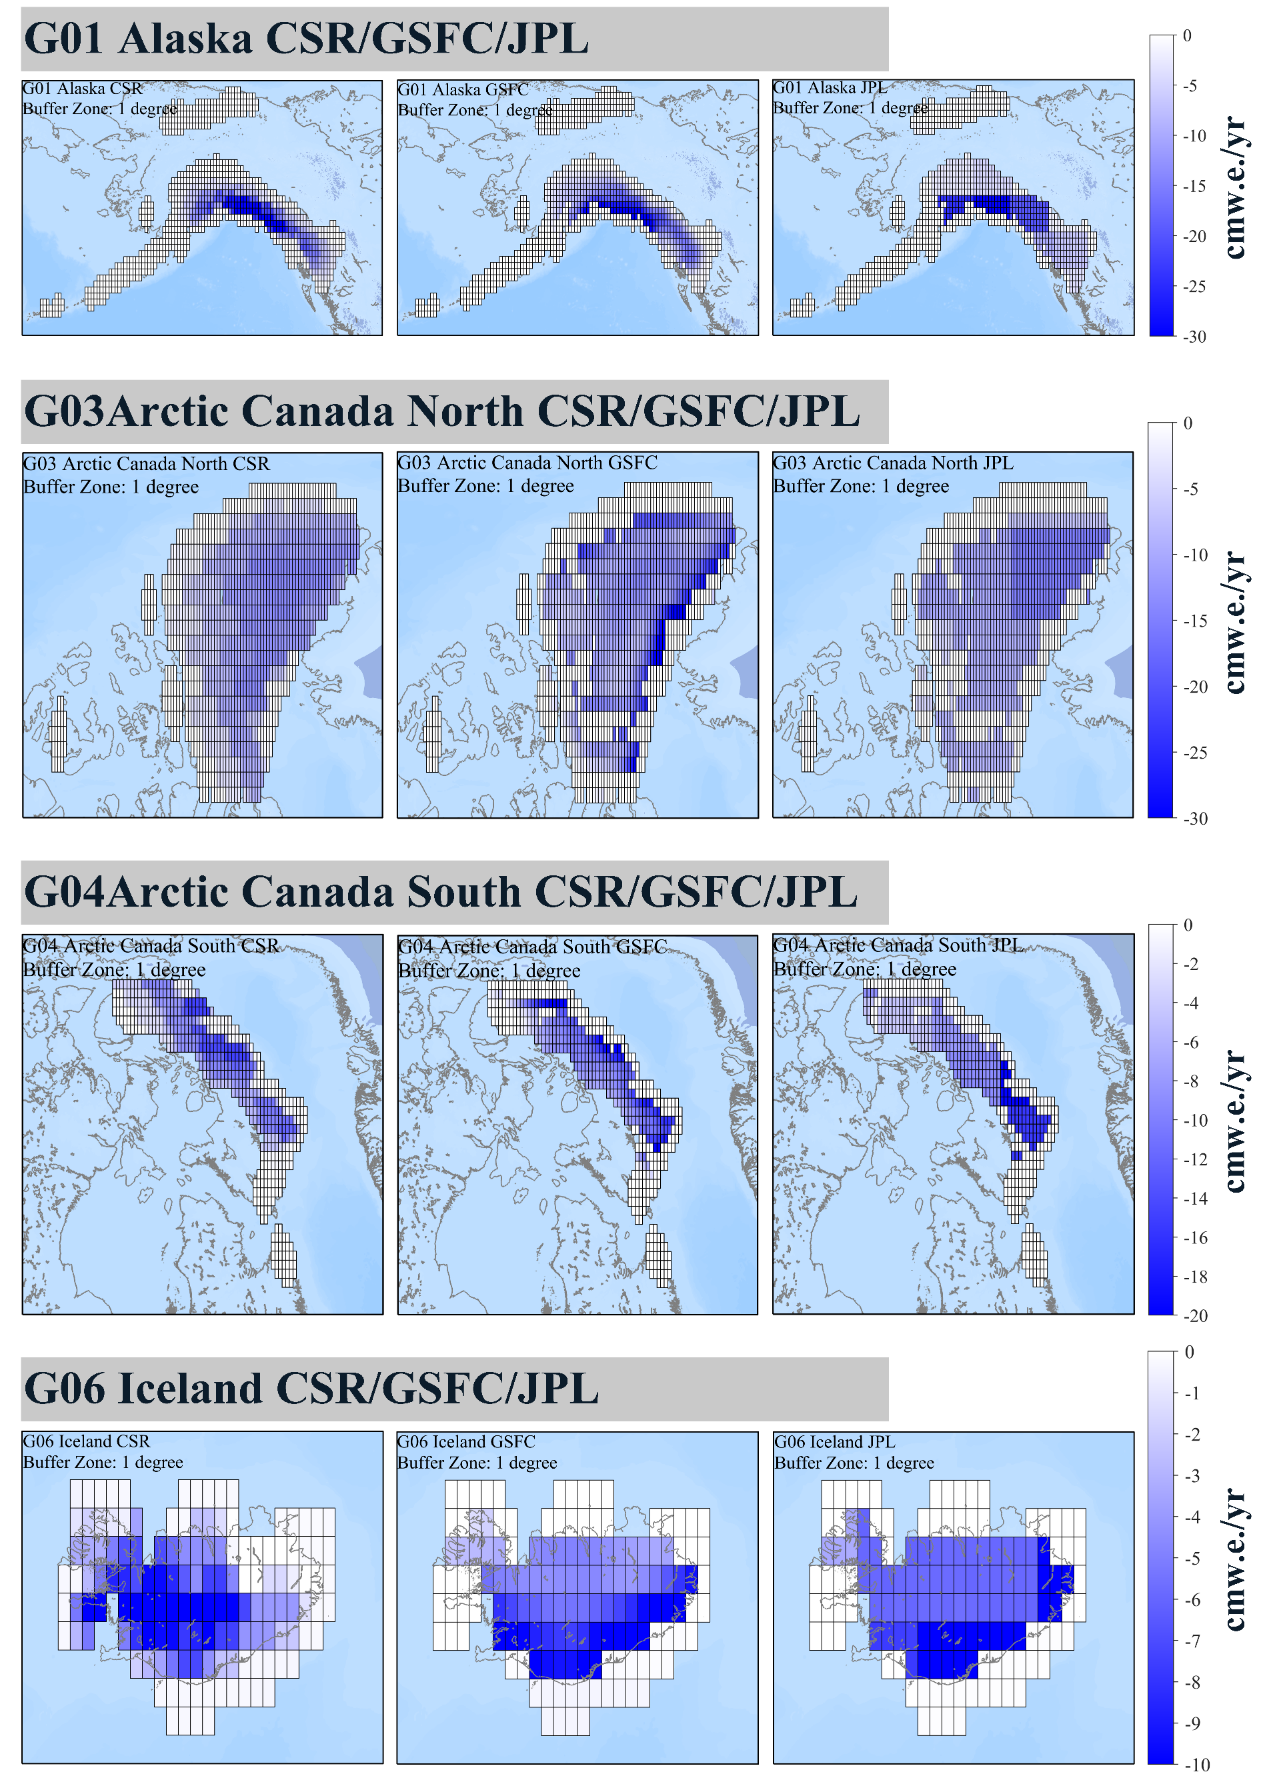 G01 Alaska CSR/GSFC/JPL
G01 Alaska CSR
Buffer Zone: 1 degree
G01 Alaska GSFC
Buffer Zone: 1 degree
G01 Alaska JPL
Buffer Zone: 1 degree
0
-5
-10
-15
-20
-25
-30
cmw.e./yr
G03Arctic Canada North CSR/GSFC/JPL
G03 Arctic Canada North CSR
Buffer Zone: 1 degree
G03 Arctic Canada North GSFC
Buffer Zone: 1 degree
G03 Arctic Canada North JPL
Buffer Zone: 1 degree
0
-5
-10
-15
-20
-25
-30
cmw.e./yr
G04Arctic Canada South CSR/GSFC/JPL
G04 Arctic Canada South CSR
Buffer Zone: 1 degree
G04 Arctic Canada South GSFC
Buffer Zone: 1 degree
G04 Arctic Canada South JPL
Buffer Zone: 1 degree
0
-2
-4
-6
-8
-10
-12
-14
-16
-18
-20
cmw.e./yr
G06 Iceland CSR/GSFC/JPL
G06 Iceland CSR
Buffer Zone: 1 degree
G06 Iceland GSFC
Buffer Zone: 1 degree
G06 Iceland JPL
Buffer Zone: 1 degree
0
-1
-2
-3
-4
-5
-6
-7
-8
-9
-10
cmw.e./yr